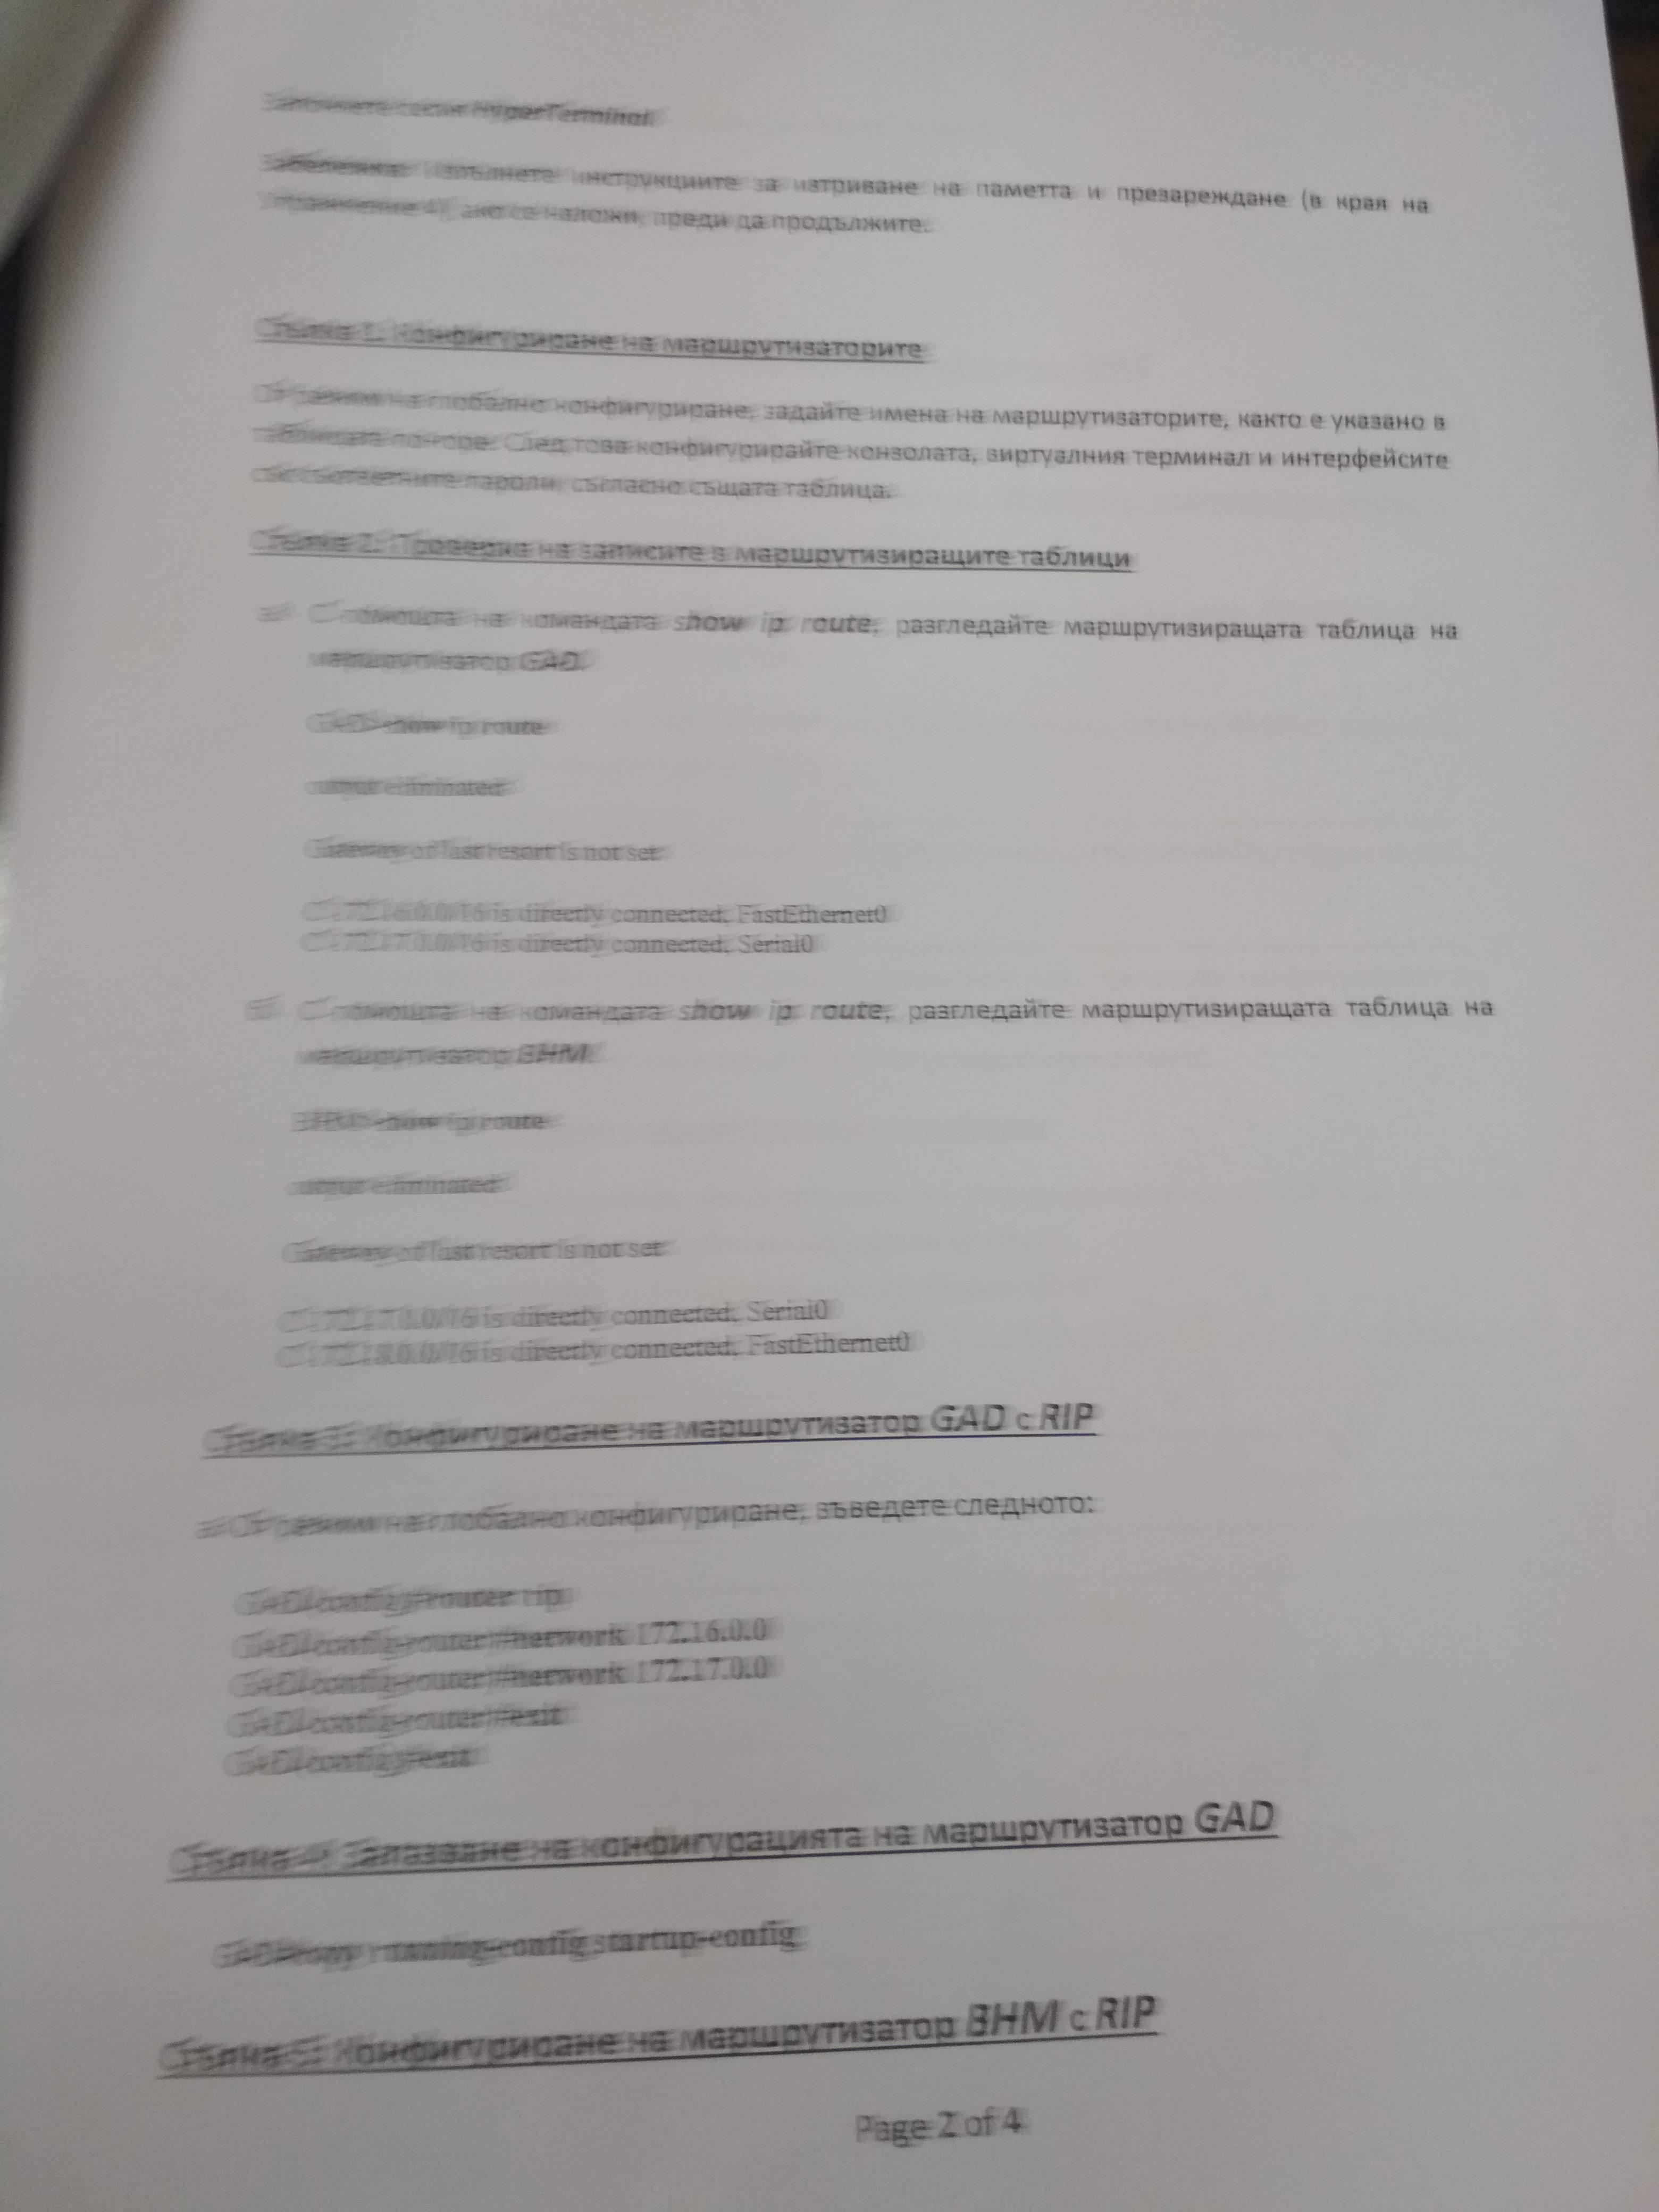 Започнете сесия HyperTerminal.
Забележка: Изпълнете инструкциите за изтриване на паметта и презареждане (в края на
Упражнение 4), ако се наложи, преди да продължите.
Стъпка 1: Конфигуриране на маршрутизаторите
От режим на глобално конфигуриране, задайте имена на маршрутизаторите, както е указано в
таблицата по-горе. След това конфигурирайте конзолата, виртуалния терминал и интерфейсите
със съответните пароли, съгласно същата таблица.
Стъпка 2: Проверка на записите в маршрутизиращите таблици
С помощта на командата show ip route, разгледайте маршрутизиращата таблица на
маршрутизатор GAD.
GAD>show ip route
output eliminated
Gateway of last resort is not set
C 172.16.0.0/16 is directly connected, FastEthernet0
C 172.17.0.0/16 is directly connected, Serial0
С помощта на командата show ip route, разгледайте маршрутизиращата таблица на
маршрутизатор BHM.
BHM>show ip route
output eliminated
Gateway of last resort is not set
C 172.17.0.0/16 is directly connected, Serial0
C 172.18.0.0/16 is directly connected, FastEthernet0
Стъпка 3: Конфигуриране на маршрутизатор GAD с RIP
От режим на глобално конфигуриране, въведете следното:
GAD(config)#router rip
GAD(config-router)#network 172.16.0.0
GAD(config-router)#network 172.17.0.0
GAD(config-router)#exit
GAD(config)#exit
Стъпка 4: Запазване на конфигурацията на маршрутизатор GAD
GAD#copy running-config startup-config
Стъпка 5: Конфигуриране на маршрутизатор BHM с RIP
Page 2 of 4